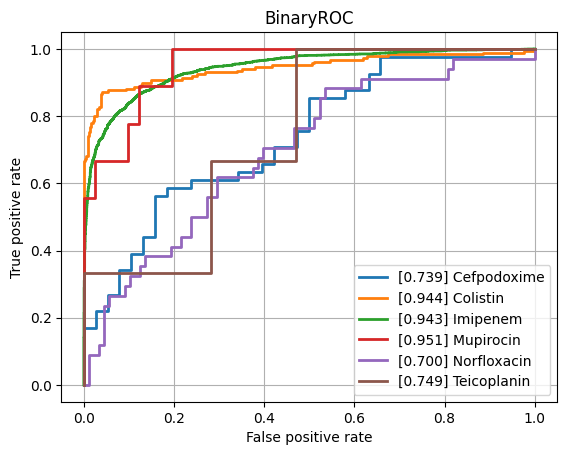 BinaryROC
True positive rate
1.0
0.8
0.6
0.4
0.2
0.0
[0.739] Cefpodoxime
[0.944] Colistin
[0.943] Imipenem
[0.951] Mupirocin
[0.700] Norfloxacin
[0.749] Teicoplanin
0.0 0.2 0.4 0.6 0.8 1.0
False positive rate